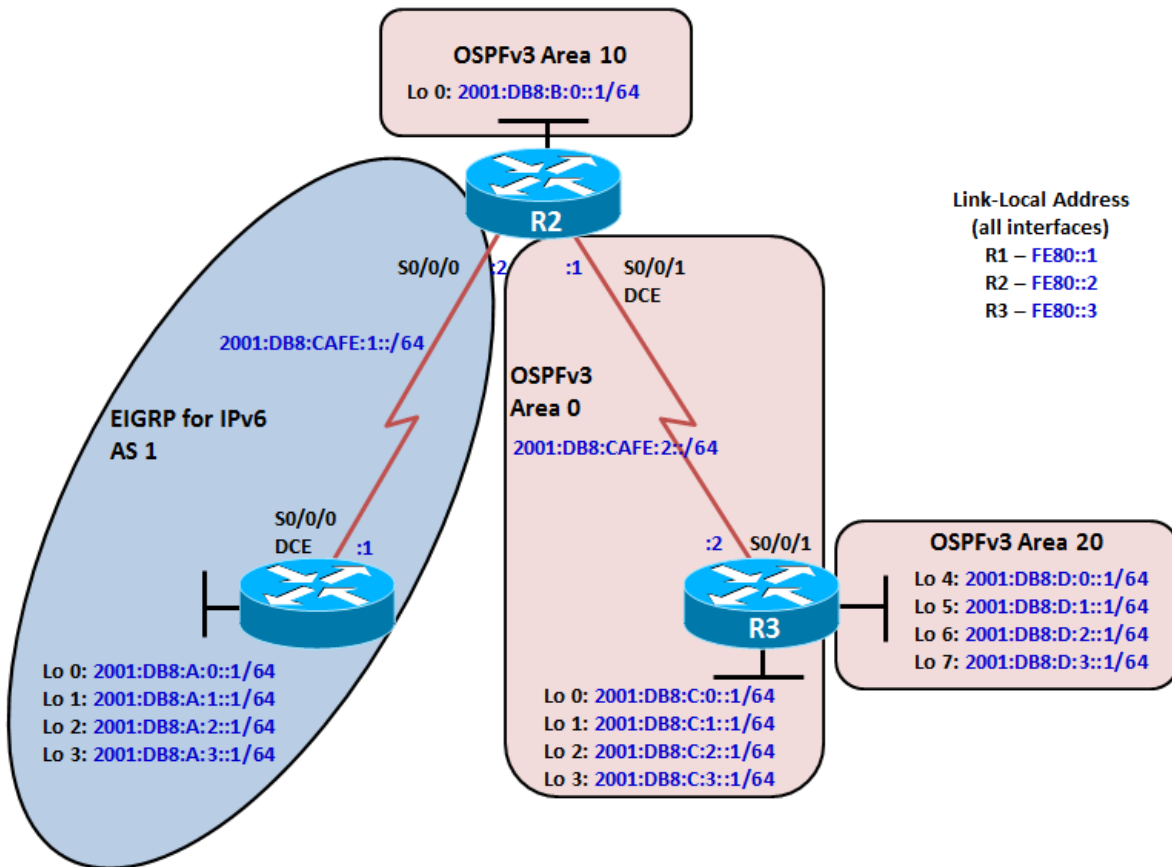 OSPFv3 Area 10
Lo 0: 2001:DB8:B:0::1/64
R2
Link-Local Address
(all interfaces)
R1 – FE80::1
R2 – FE80::2
R3 – FE80::3
S0/0/0
:2
:1
S0/0/1
DCE
2001:DB8:CAFE:1::/64
OSPFv3
Area 0
EIGRP for IPv6
AS 1
2001:DB8:CAFE:2::/64
S0/0/0
DCE
:1
:2
S0/0/1
R3
OSPFv3 Area 20
Lo 4: 2001:DB8:D:0::1/64
Lo 5: 2001:DB8:D:1::1/64
Lo 6: 2001:DB8:D:2::1/64
Lo 7: 2001:DB8:D:3::1/64
Lo 0: 2001:DB8:A:0::1/64
Lo 1: 2001:DB8:A:1::1/64
Lo 2: 2001:DB8:A:2::1/64
Lo 3: 2001:DB8:A:3::1/64
Lo 0: 2001:DB8:C:0::1/64
Lo 1: 2001:DB8:C:1::1/64
Lo 2: 2001:DB8:C:2::1/64
Lo 3: 2001:DB8:C:3::1/64